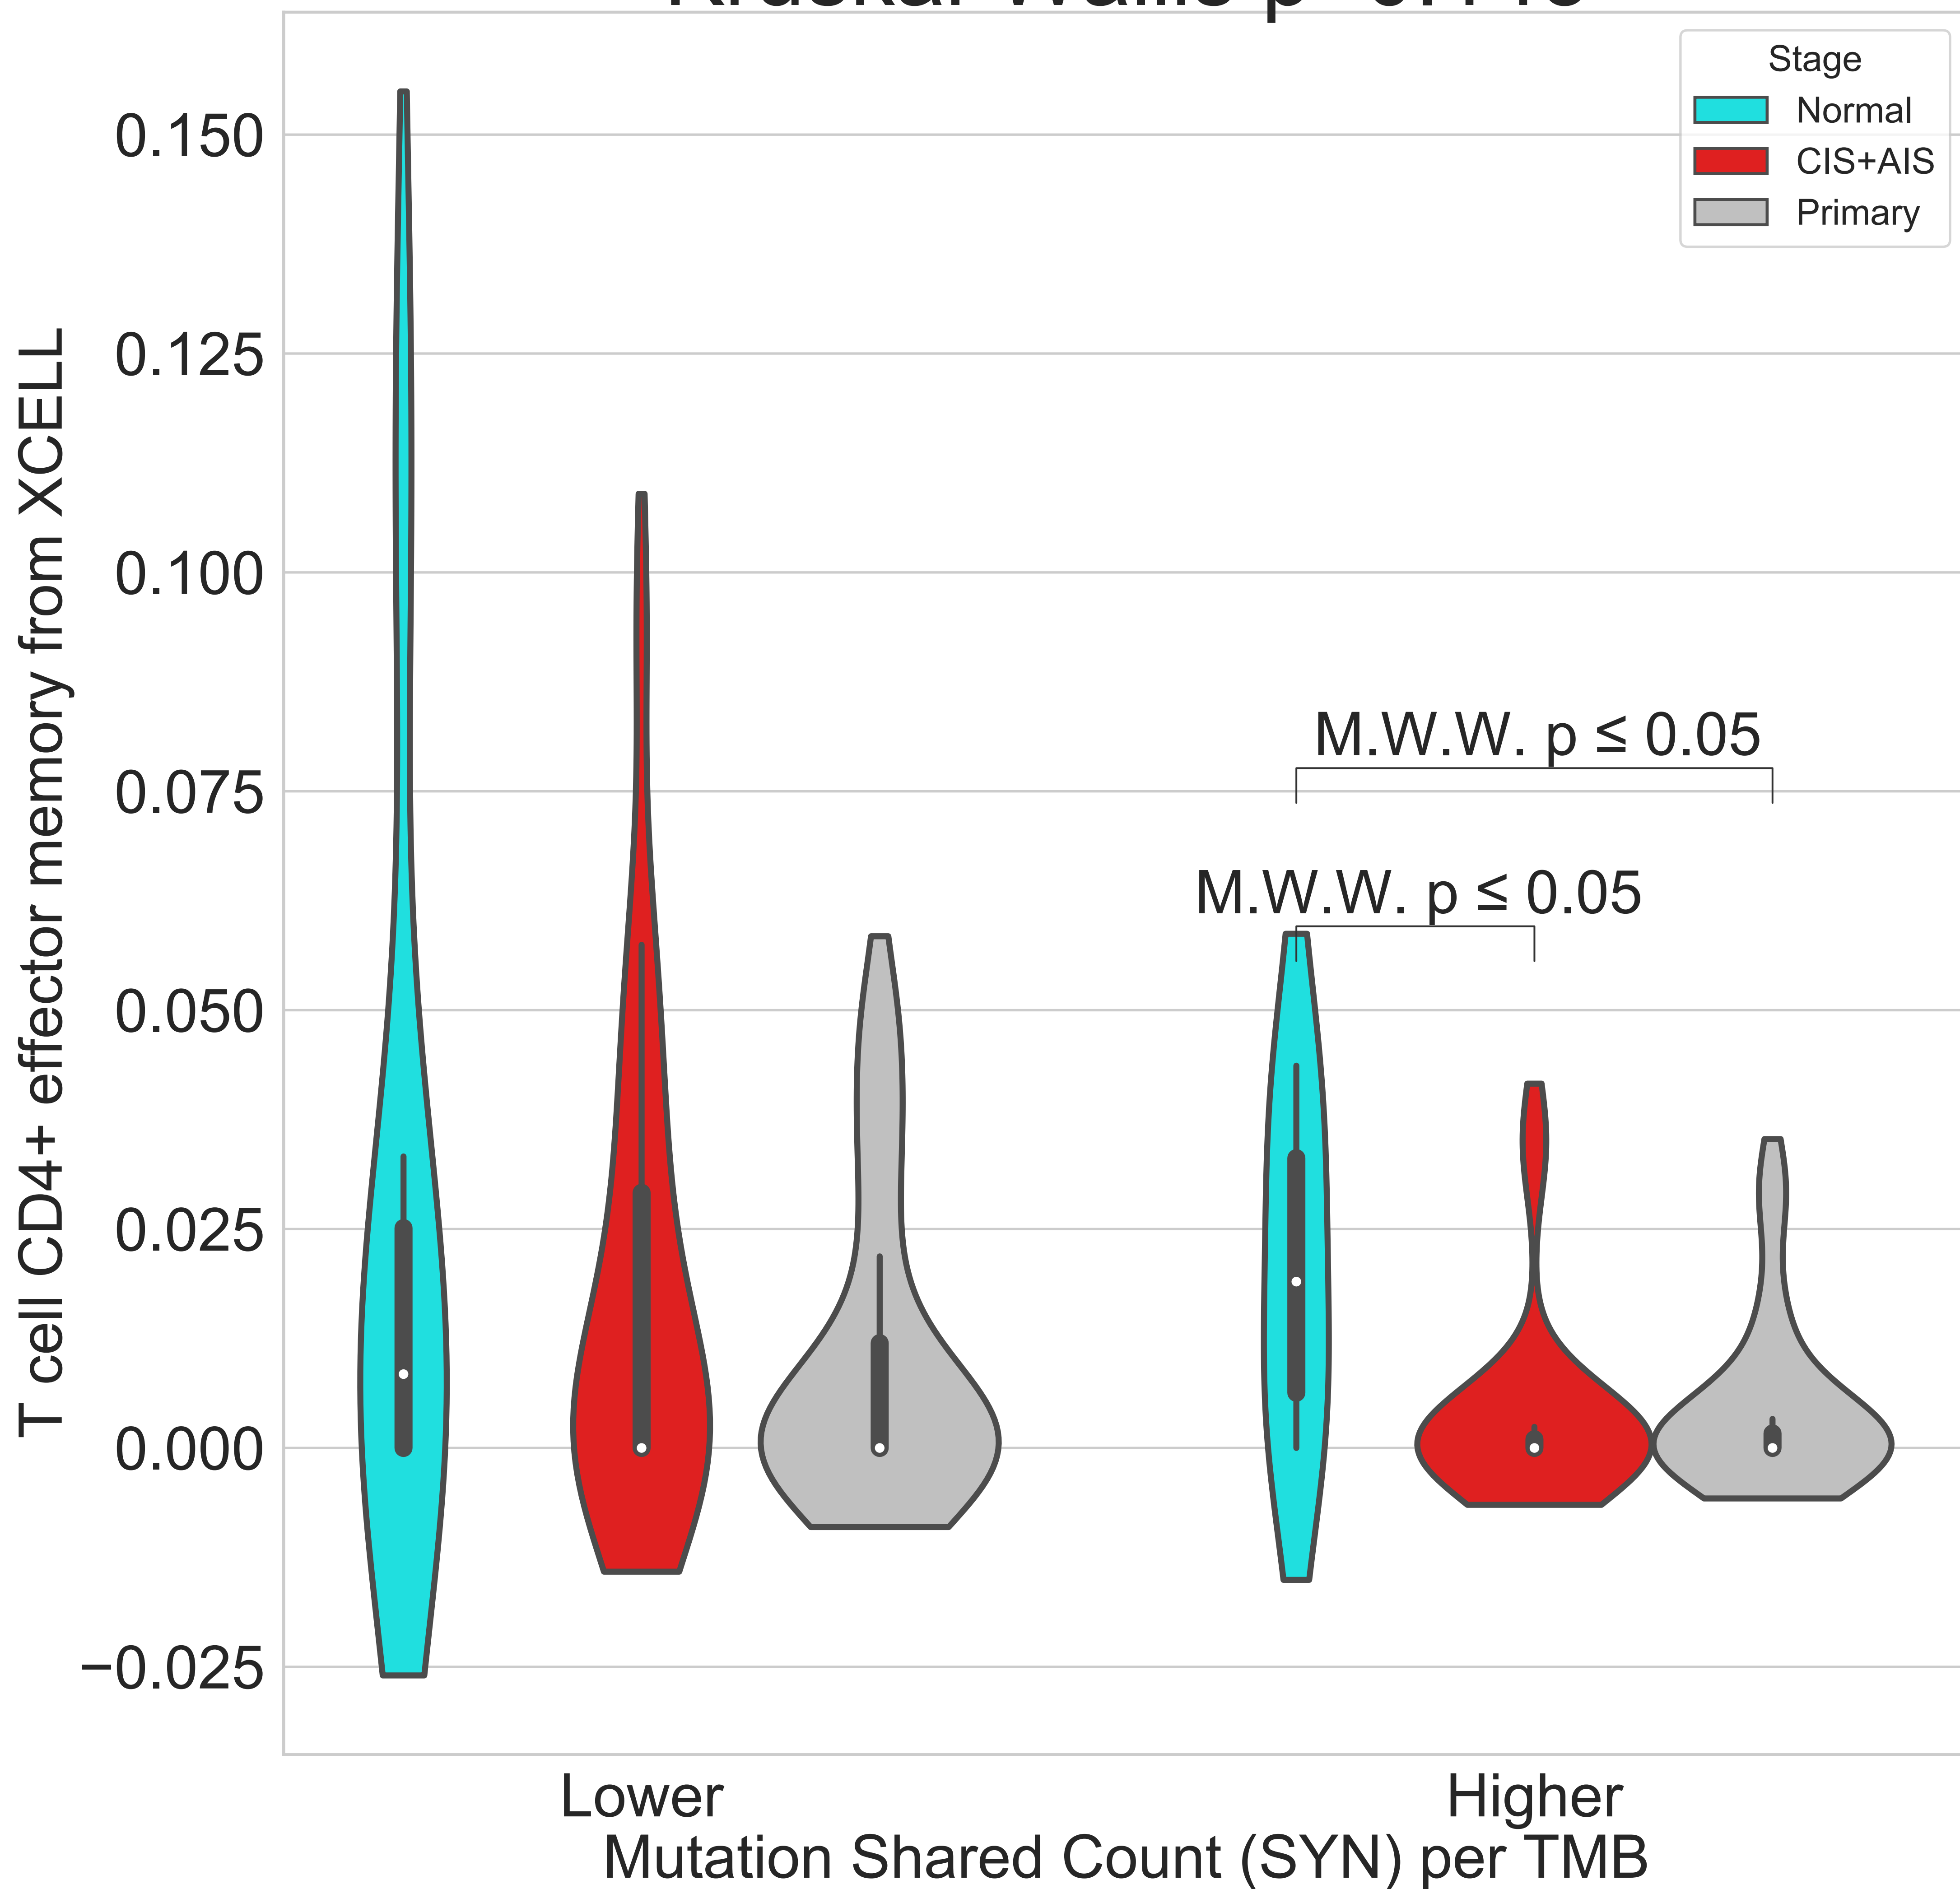 Stage
Normal
CIS+AIS
Primary
T cell CD4+ effector memory from XCELL
0.150
0.125
0.100
0.075
0.050
0.025
0.000
−0.025
M.W.W. p ≤ 0.05
M.W.W. p ≤ 0.05
Lower
Higher
Mutation Shared Count (SYN) per TMB